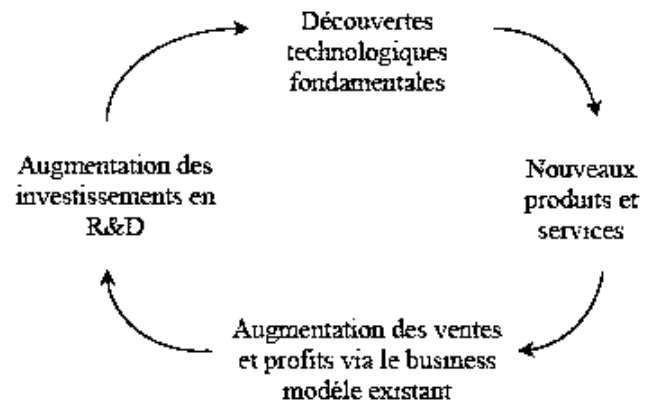 Découvertes
technologiques
fondamentales
Nouveaux
produits et
services
Augmentation des ventes
et profits via le business
modèle existant
Augmentation des
investissements en
R&D